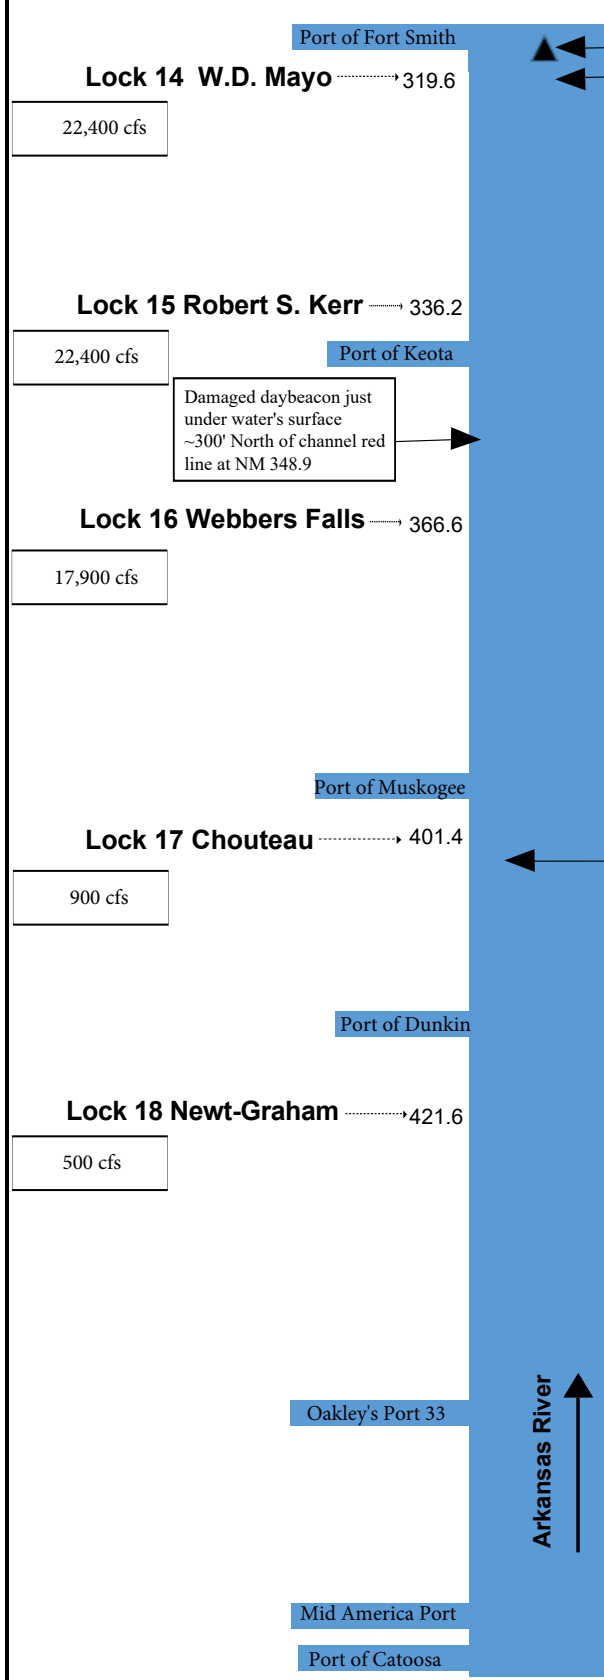 Port of Fort Smith
Lock 14 W.D. Mayo 319.6
22,400 cfs
Lock 15 Robert S. Kerr 336.2
22,400 cfs
Port of Keota
Damaged daybeacon just
under water's surface
~300' North of channel red
line at NM 348.9
Lock 16 Webbers Falls 366.6
17,900 cfs
Port of Muskogee
Lock 17 Chouteau 401.4
900 cfs
Port of Dunkin
Lock 18 Newt-Graham 421.6
500 cfs
Arkansas River
Oakley's Port 33
Mid America Port
Port of Catoosa